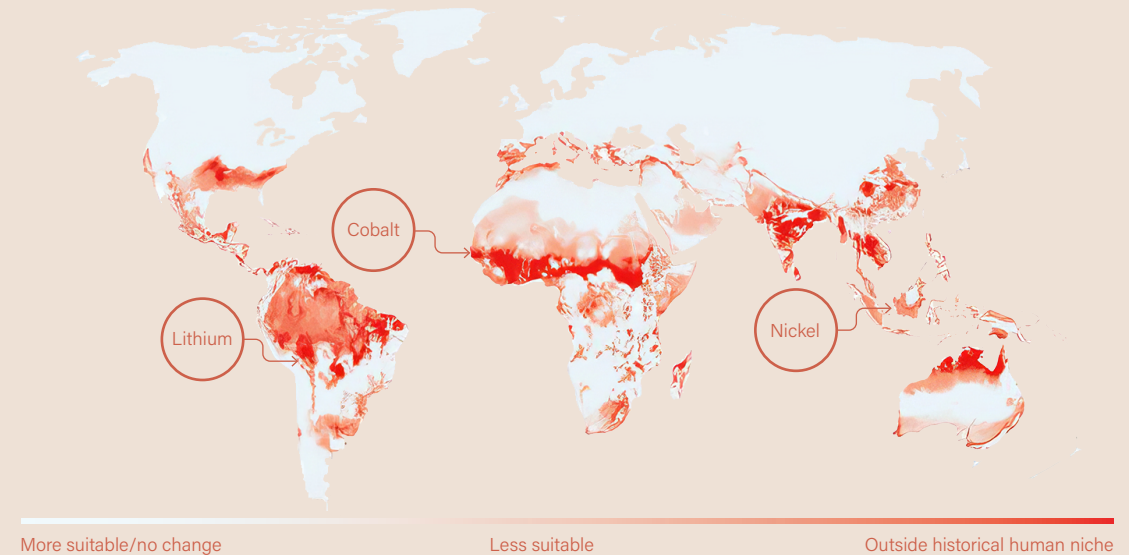 Cobalt
Lithium
Nickel
More suitable/no change
Less suitable
Outside historical human niche